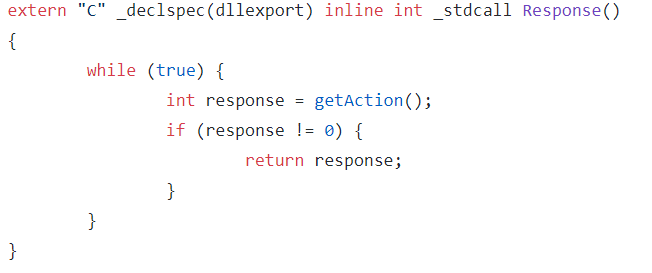 extern "C" _declspec(dllexport) inline int _stdcall Response()
{
        while (true) {
                int response = getAction();
                if (response != 0) {
                        return response;
                }
        }
}